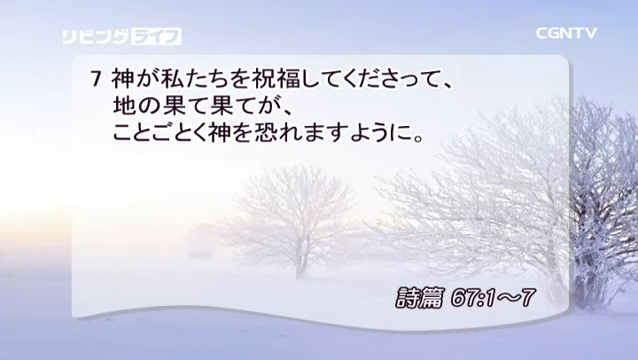 リビングライフ
CGNTV
7 神が私たちを祝福してくださって、
地の果て果てが、
ことごとく神を恐れますように。
詩篇 67:1〜7